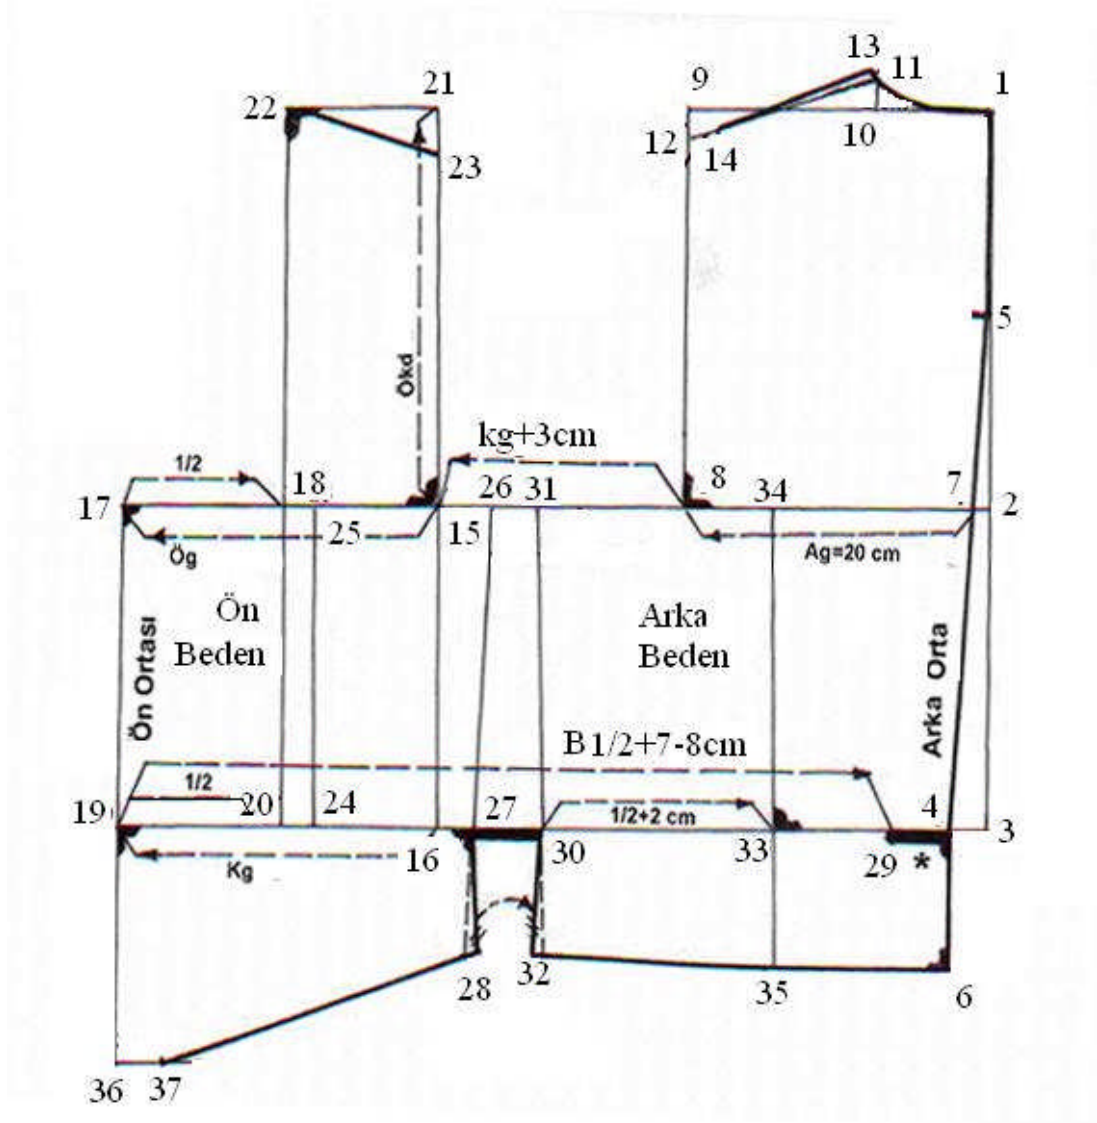 13
21 9 11 1
22
10
12 14
23
5
Ökd
kg+3cm
1/2
18 26 31 8 34 7
17 2
25 15
Ög Ag=20 cm
Ön
Beden
Arka
Beden
Ön Ortası
Arka Orta
B1/2+7-8cm
1/2
19 20 24 27 1/2+2 cm 4 3
16 30 33 29 *
Kg
28 32 35 6
36 37